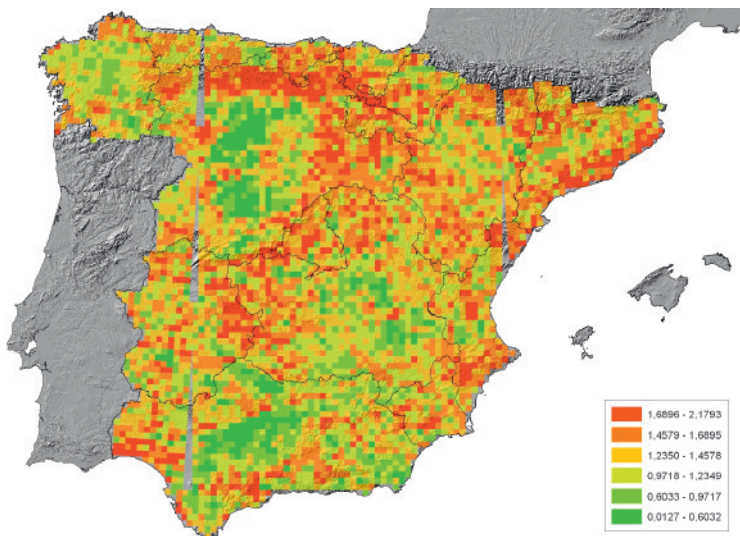 1,6896 - 2,1793
1,4579 - 1,6895
1,2350 - 1,4578
0,9718 - 1,2349
0,6033 - 0,9717
0,0127 - 0,6032